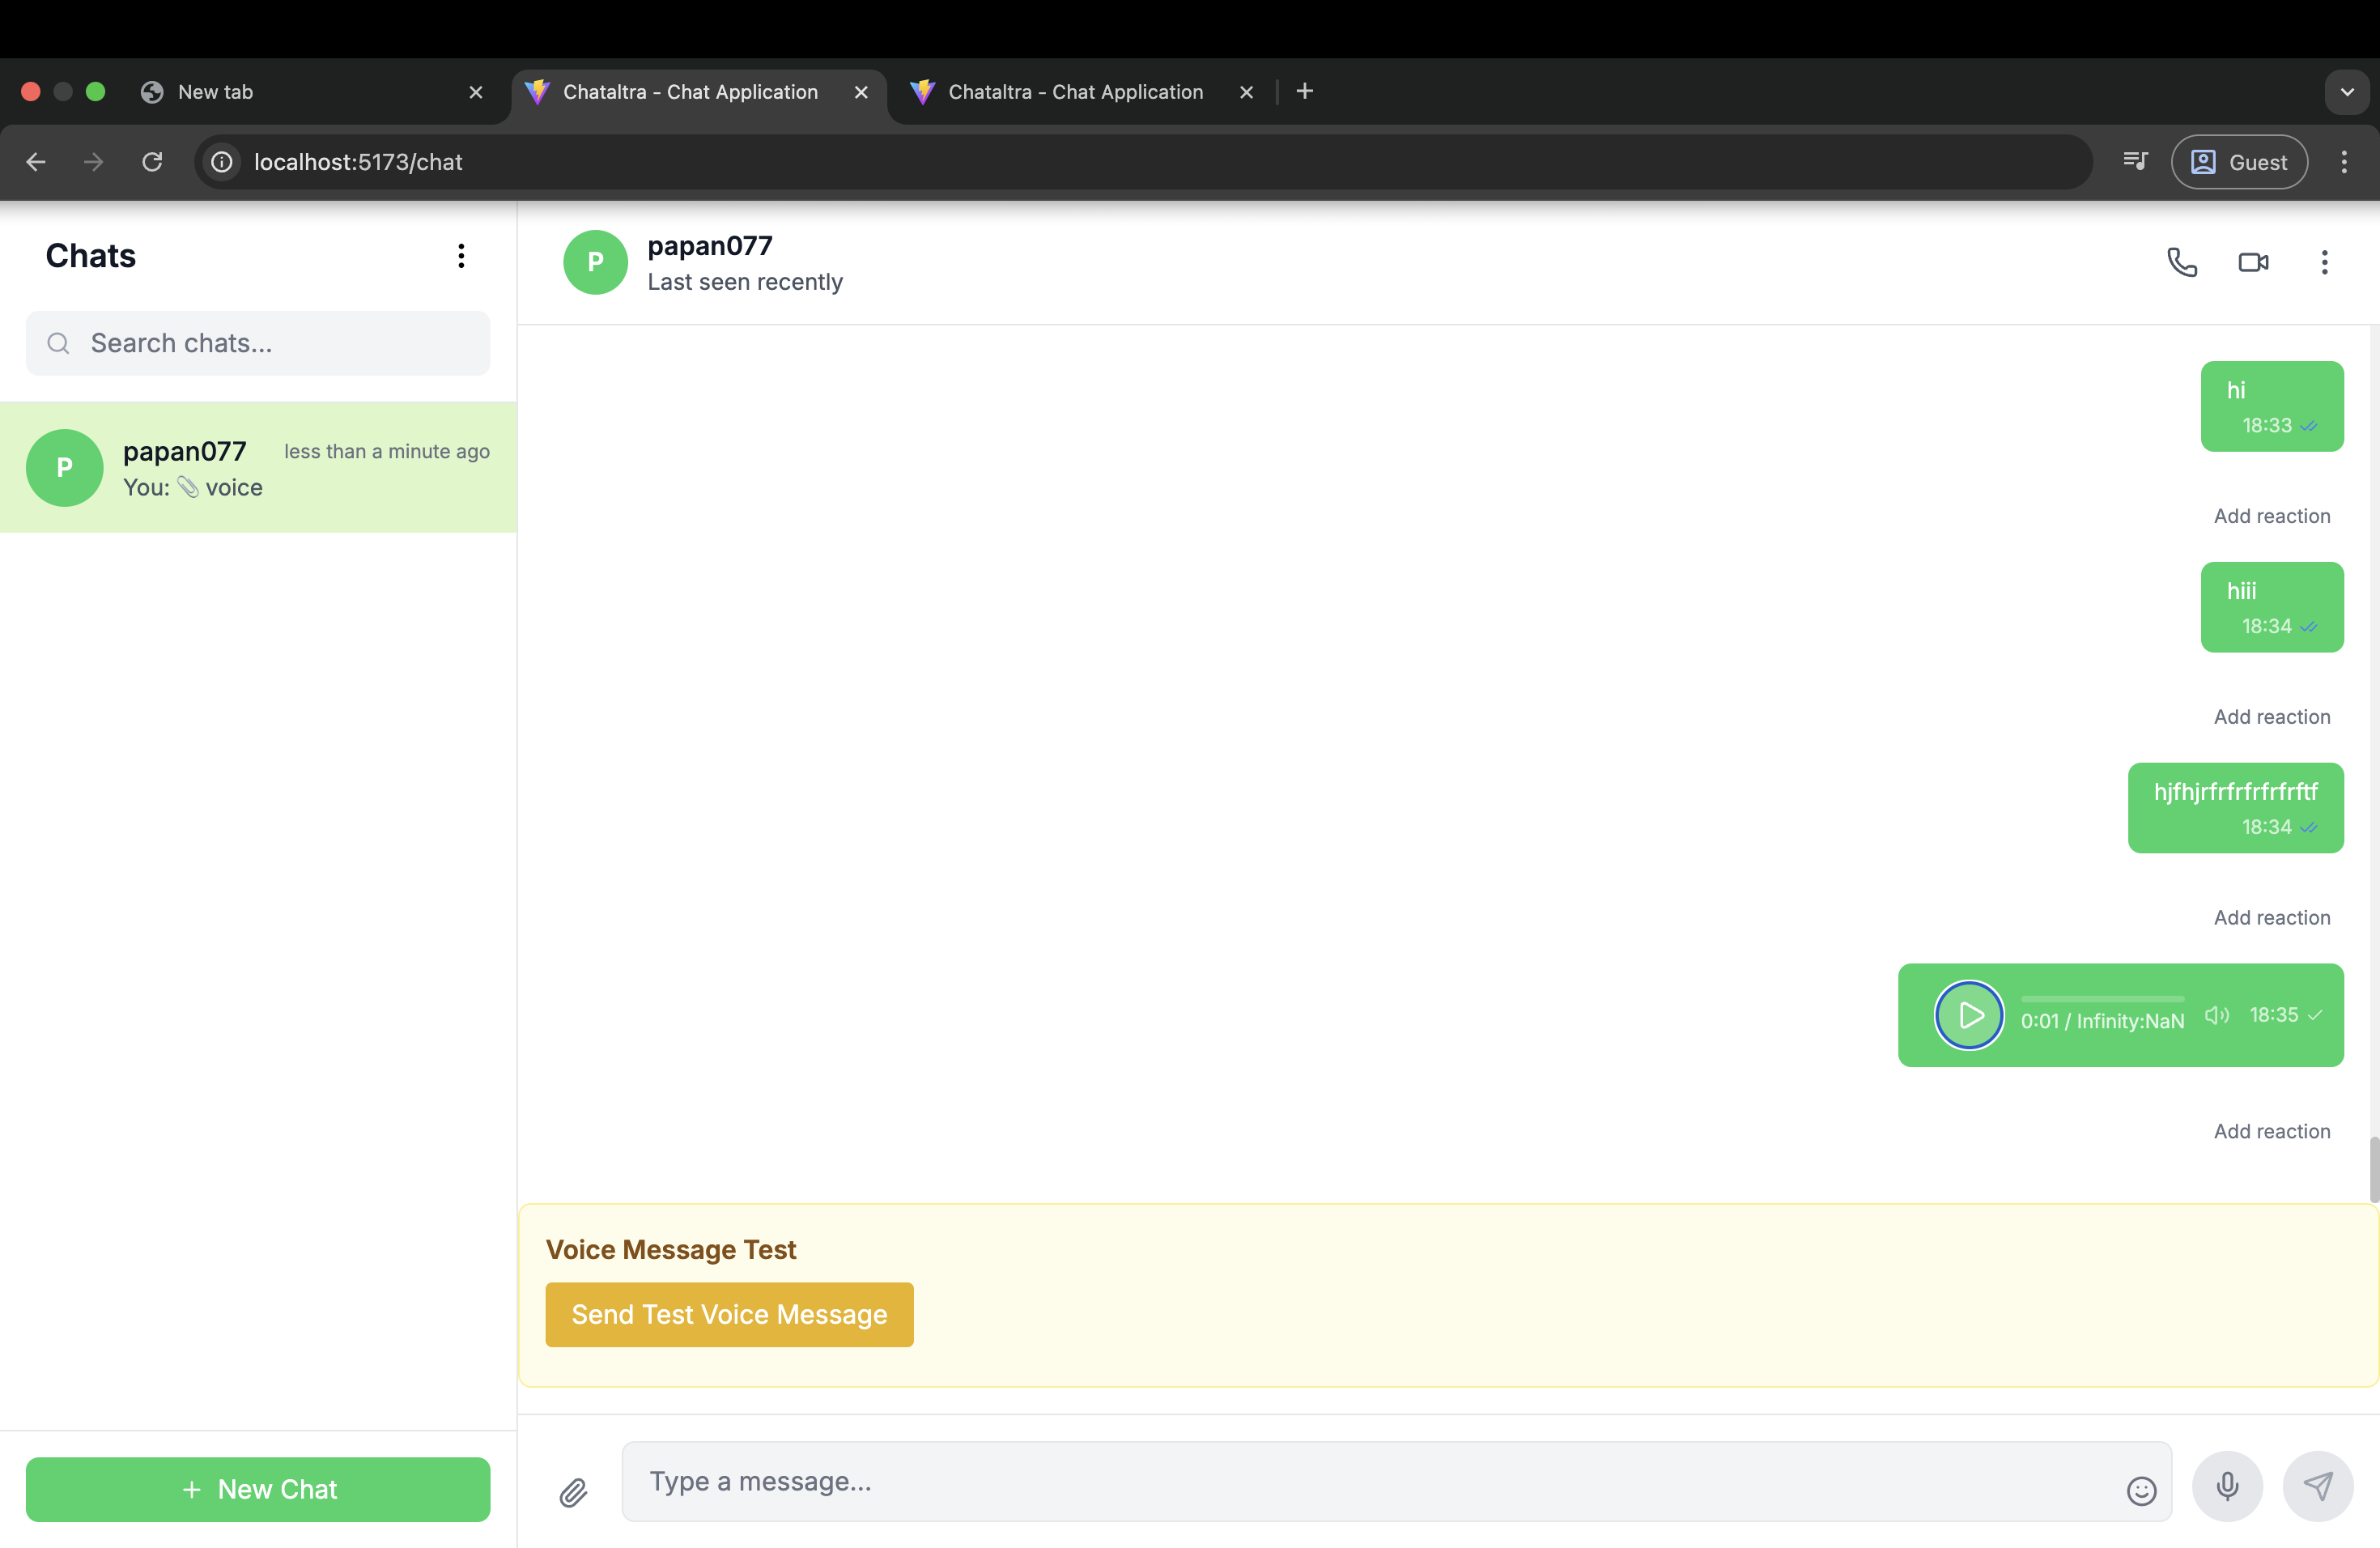 New tab
Chataltra - Chat Application
Chataltra - Chat Application
localhost:5173/chat
Guest
Chats
Search chats...
P
papan077
less than a minute ago
You: 📎 voice
New Chat
P
papan077
Last seen recently
hi
18:33
Add reaction
hiii
18:34
Add reaction
hjfhjrfrfrfrfrfrftf
18:34
Add reaction
0:01 / Infinity:NaN
18:35
Add reaction
Voice Message Test
Send Test Voice Message
Type a message...